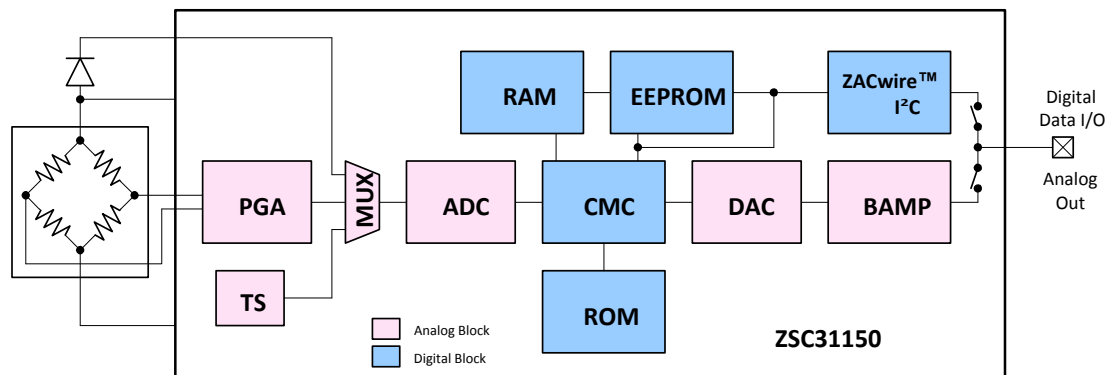 RAM
EEPROM
ZACwire™
I²C
Digital
Data I/O
Analog
Out
PGA
MUX
ADC
CMC
DAC
BAMP
TS
ROM
Analog Block
Digital Block
ZSC31150